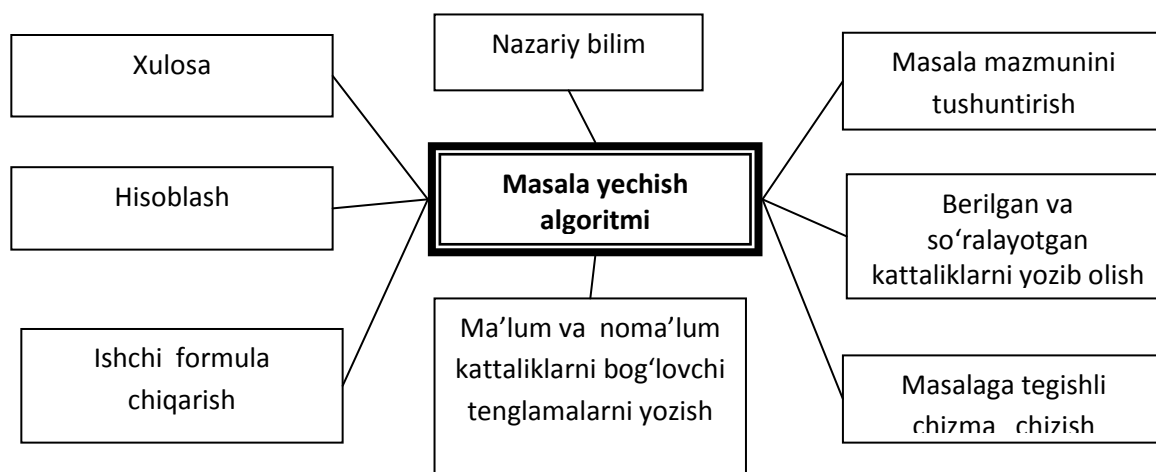 Xulosa
Nazariy bilim
Masala mazmunini
tushuntirish
Hisoblash
Masala yechish
algoritmi
Berilgan va
so‘ralayotgan
kattaliklarni yozib olish
Ishchi formula
chiqarish
Ma’lum va noma’lum
kattaliklarni bog‘lovchi
tenglamalarni yozish
Masalaga tegishli
chizma chizish